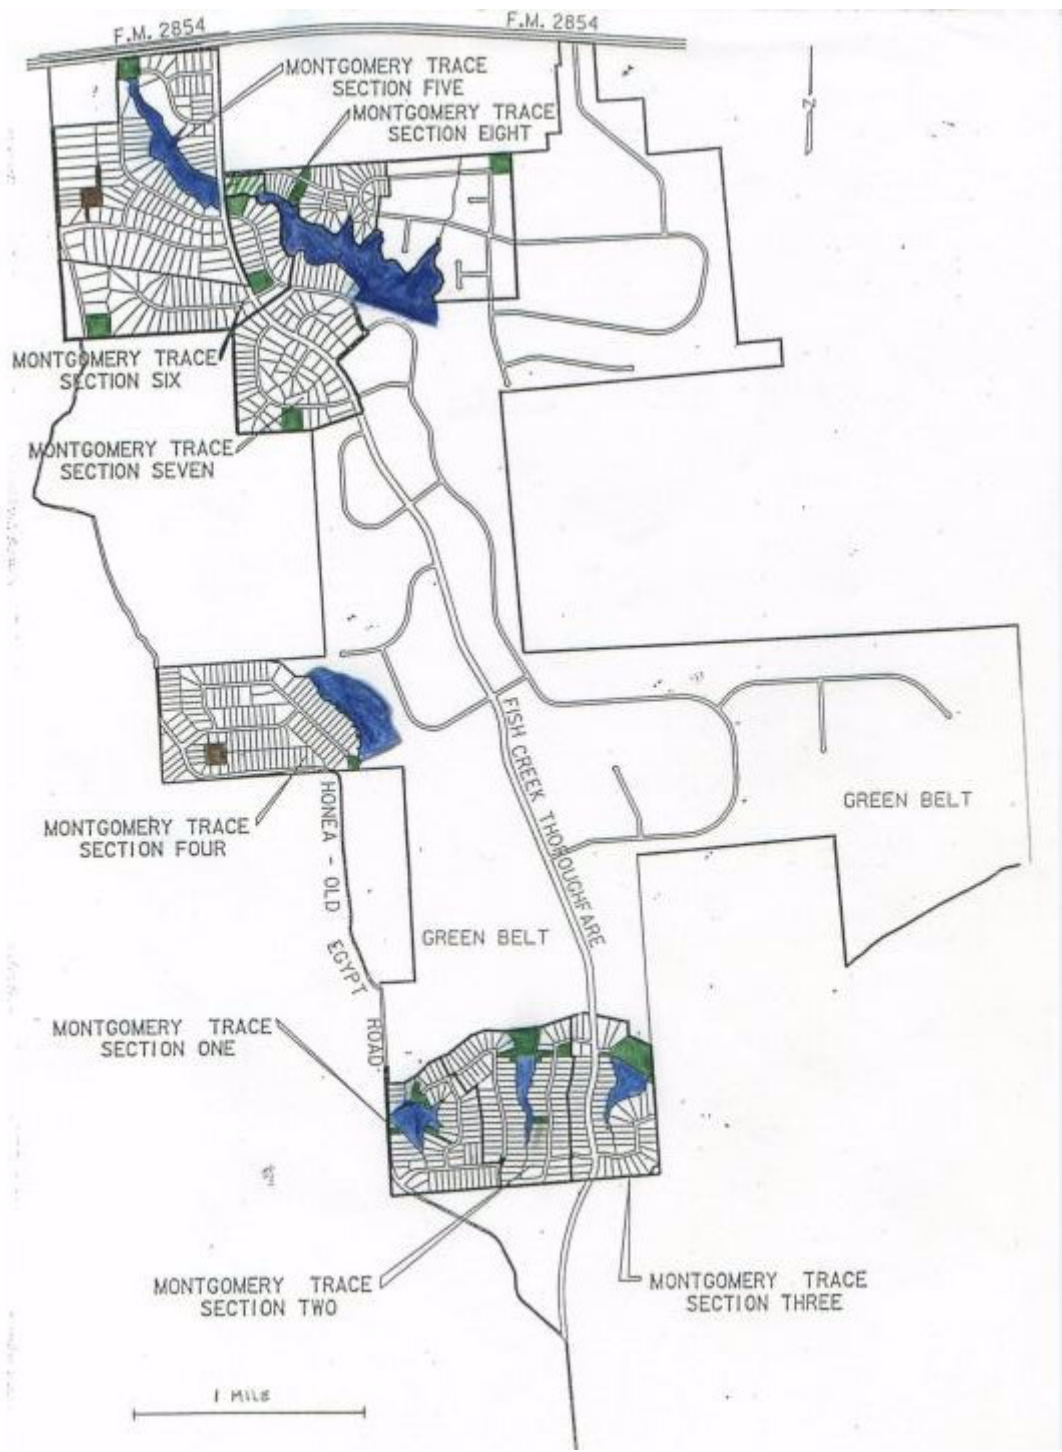 F.M. 2854
F.M. 2854
MONTGOMERY TRACE
SECTION FIVE
MONTGOMERY TRACE
SECTION EIGHT
N
MONTGOMERY TRACE
SECTION SIX
MONTGOMERY TRACE
SECTION SEVEN
FISH CREEK THOROUGHFARE
GREEN BELT
MONTGOMERY TRACE
SECTION FOUR
HONEA - OLD EGYPT ROAD
GREEN BELT
MONTGOMERY TRACE
SECTION ONE
MONTGOMERY TRACE
SECTION TWO
MONTGOMERY TRACE
SECTION THREE
1 MILE